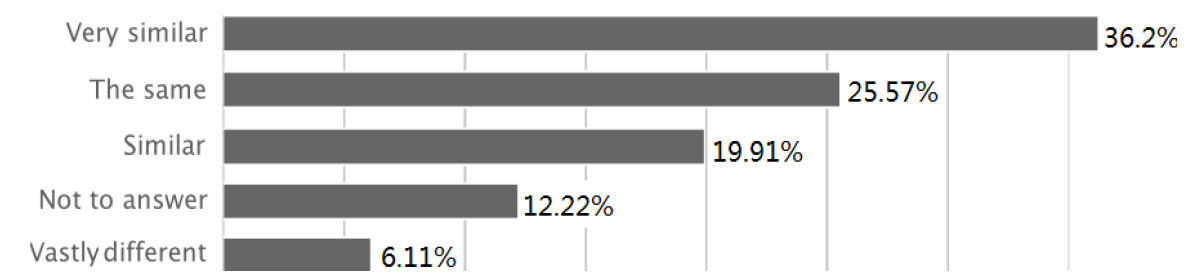 Very similar 36.2%
The same 25.57%
Similar 19.91%
Not to answer 12.22%
Vastly different 6.11%